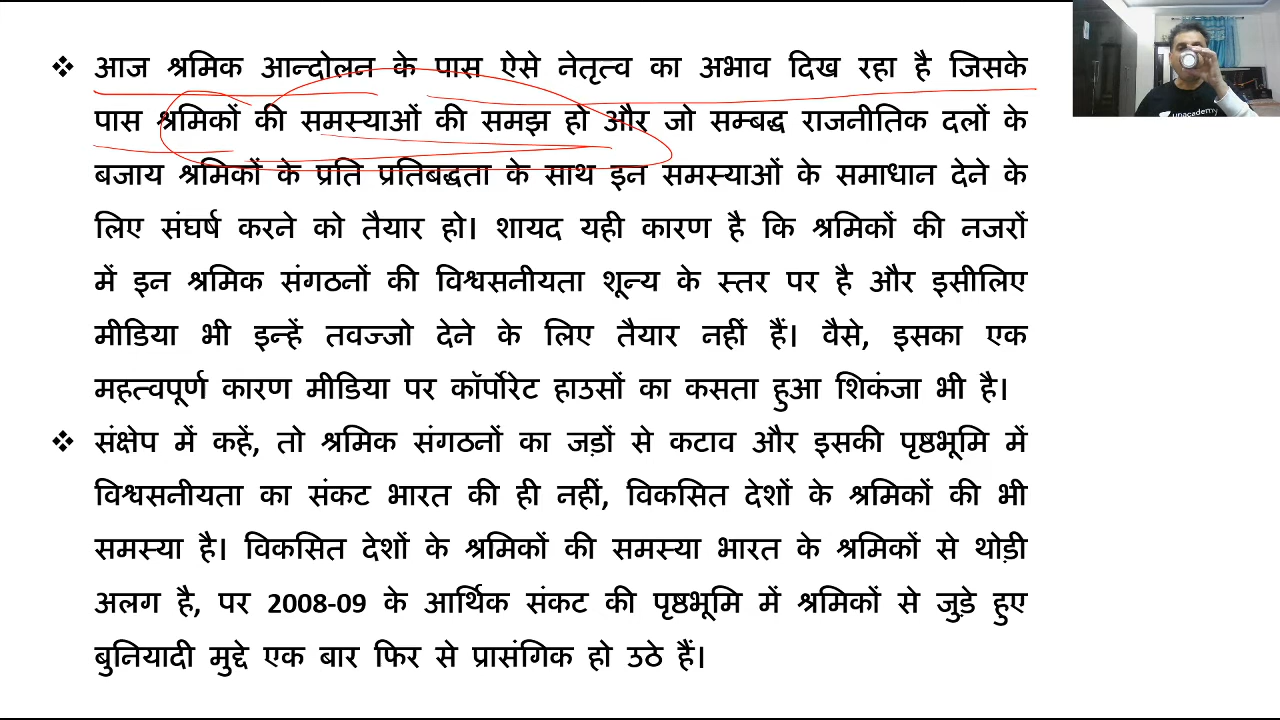 ❖ आज श्रमिक आन्दोलन के पास ऐसे नेतृत्व का अभाव दिख रहा है जिसके
पास श्रमिकों की समस्याओं की समझ हो और जो सम्बद्ध राजनीतिक दलों के
बजाय श्रमिकों के प्रति प्रतिबद्धता के साथ इन समस्याओं के समाधान देने के
लिए संघर्ष करने को तैयार हो। शायद यही कारण है कि श्रमिकों की नजरों
में इन श्रमिक संगठनों की विश्वसनीयता शून्य के स्तर पर है और इसीलिए
मीडिया भी इन्हें तवज्जो देने के लिए तैयार नहीं हैं। वैसे, इसका एक
महत्वपूर्ण कारण मीडिया पर कॉर्पोरेट हाउसों का कसता हुआ शिकंजा भी है।
❖ संक्षेप में कहें, तो श्रमिक संगठनों का जड़ों से कटाव और इसकी पृष्ठभूमि में
विश्वसनीयता का संकट भारत की ही नहीं, विकसित देशों के श्रमिकों की भी
समस्या है। विकसित देशों के श्रमिकों की समस्या भारत के श्रमिकों से थोड़ी
अलग है, पर 2008-09 के आर्थिक संकट की पृष्ठभूमि में श्रमिकों से जुड़े हुए
बुनियादी मुद्दे एक बार फिर से प्रासंगिक हो उठे हैं।
unacademy